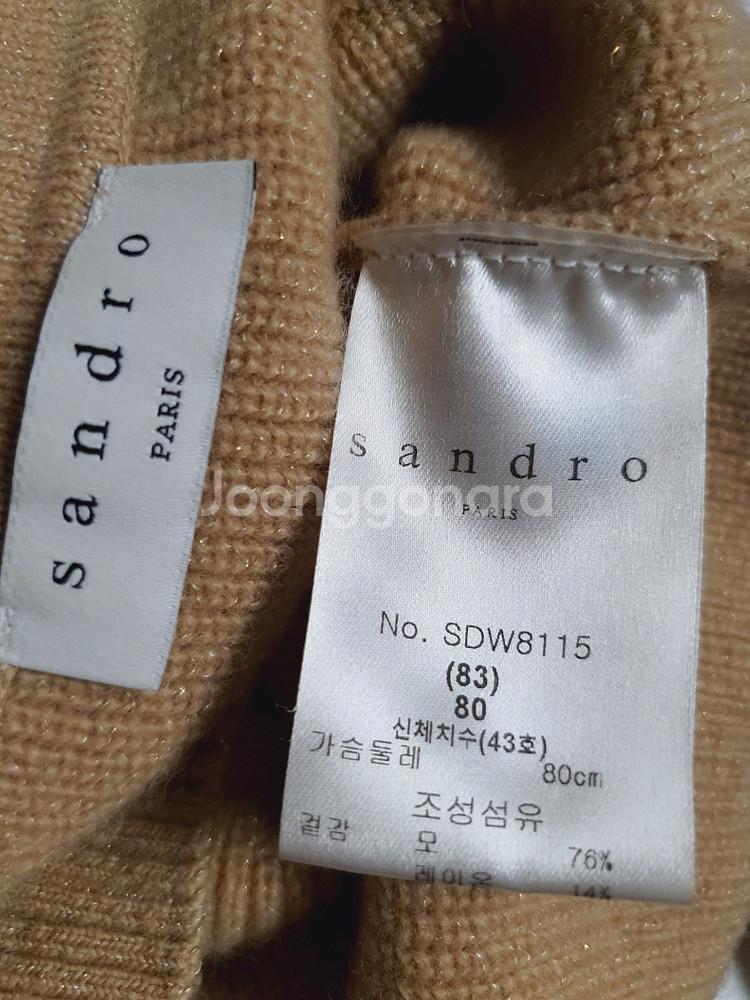 sandro
PARIS
Joonggonara
sandro
PARIS
No. SDW8115
(83)
80
신체치수(43호)
가슴둘레 80cm
조성섬유
겉감 모 76%
레이온 14%